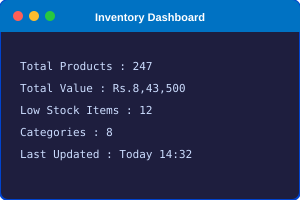 Inventory Dashboard
Total Products : 247
Total Value : Rs.8,43,500
Low Stock Items : 12
Categories : 8
Last Updated : Today 14:32